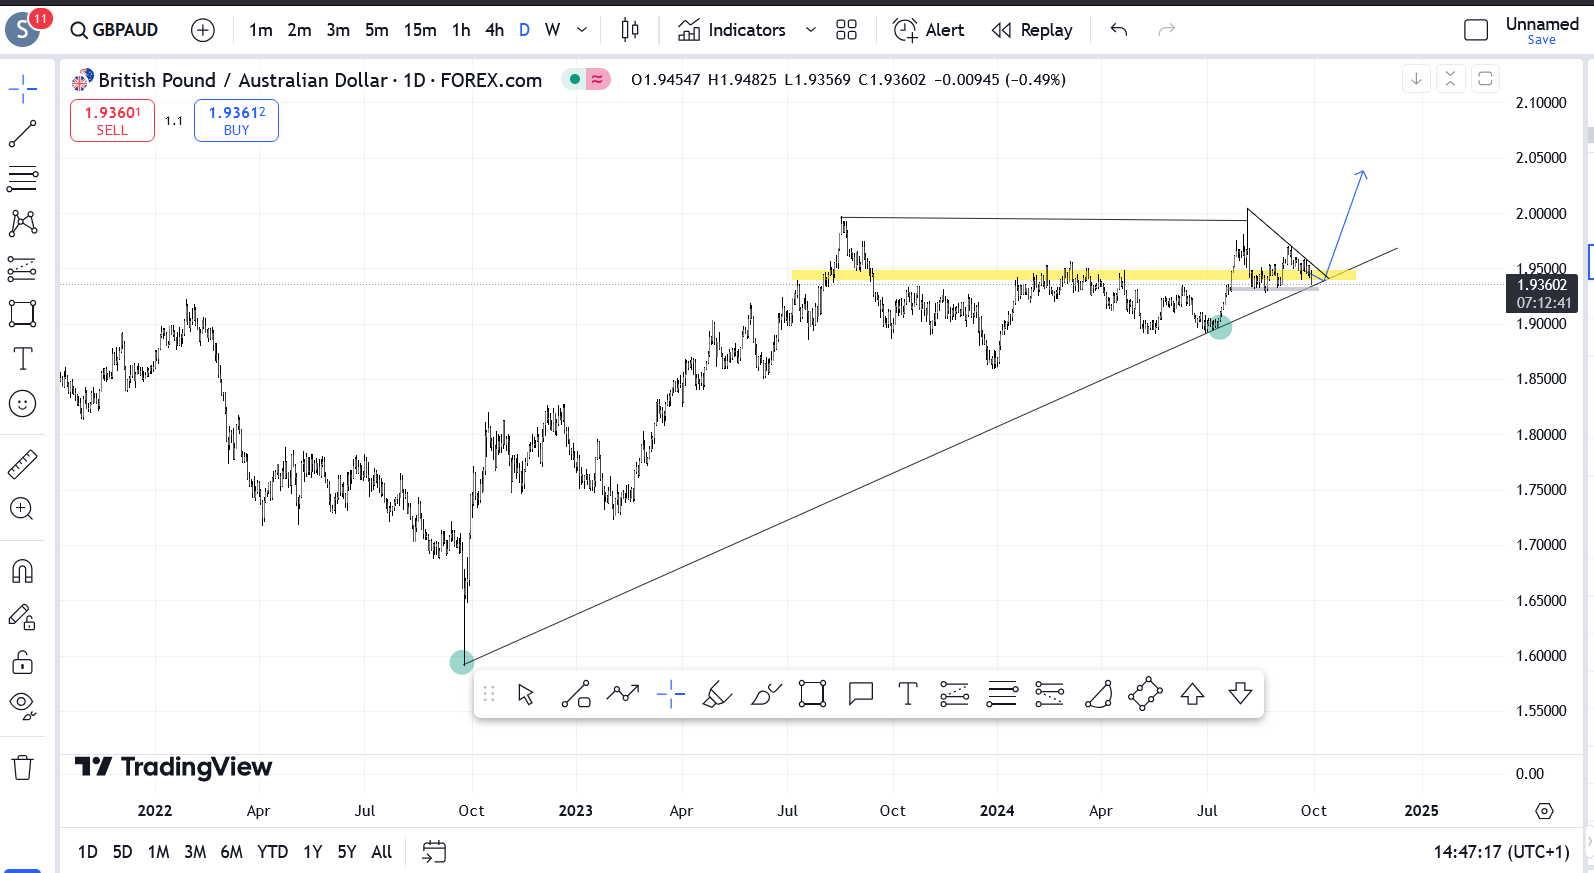 S 11 GBPAUD 1m 2m 3m 5m 15m 1h 4h D W Indicators Alert Replay Unnamed
Save
British Pound / Australian Dollar · 1D · FOREX.com O1.94547 H1.94825 L1.93569 C1.93602 −0.00945 (−0.49%)
1.93601 1.1 1.93612
SELL BUY
2.10000
2.05000
2.00000
1.95000
1.93602
07:12:41
1.90000
1.85000
1.80000
1.75000
1.70000
1.65000
1.60000
1.55000
0.00
TradingView
2022 Apr Jul Oct 2023 Apr Jul Oct 2024 Apr Jul Oct 2025
1D 5D 1M 3M 6M YTD 1Y 5Y All 14:47:17 (UTC+1)